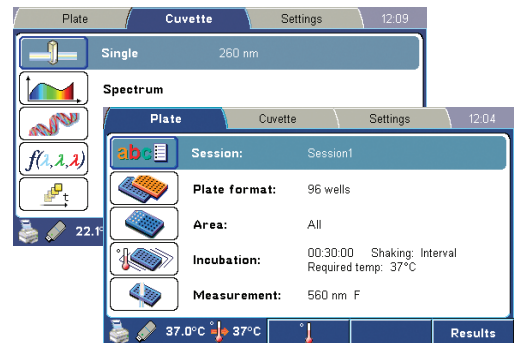 Plate Cuvette Settings 12:09
Single 260 nm
Spectrum
f(λ,λ,λ)
t
22.1°
Plate Cuvette Settings 12:04
abc Session: Session1
Plate format: 96 wells
Area: All
Incubation: 00:30:00 Shaking: Interval
Required temp: 37°C
Measurement: 560 nm F
37.0°C 37°C Results